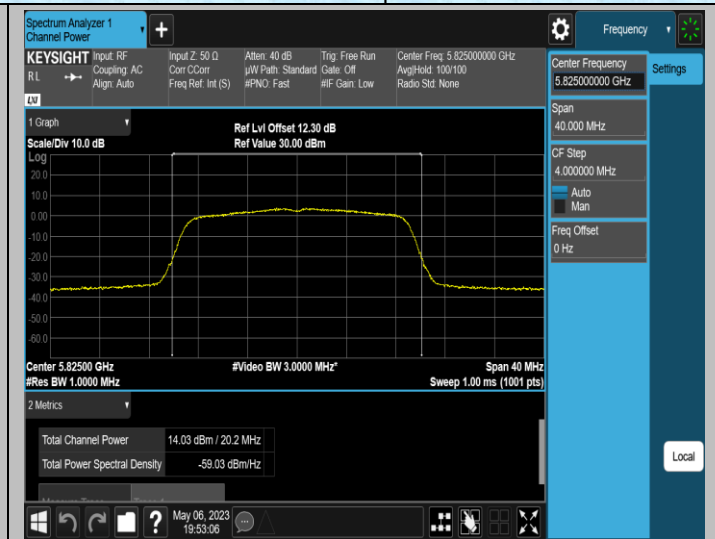 Spectrum Analyzer 1
Channel Power
+
Frequency
KEYSIGHT
RL
LXI
Input: RF
Coupling: AC
Align: Auto
Input Z: 50 Ω
Corr CCorr
Freq Ref: Int (S)
Atten: 40 dB
µW Path: Standard
#PNO: Fast
Trig: Free Run
Gate: Off
#IF Gain: Low
Center Freq: 5.825000000 GHz
Avg|Hold: 100/100
Radio Std: None
Center Frequency
5.825000000 GHz
Settings
Span
40.000 MHz
CF Step
4.000000 MHz
Auto
Man
Freq Offset
0 Hz
1 Graph
Scale/Div 10.0 dB
Log
Ref Lvl Offset 12.30 dB
Ref Value 30.00 dBm
20.0
10.0
0.00
-10.0
-20.0
-30.0
-40.0
-50.0
-60.0
Center 5.82500 GHz
#Res BW 1.0000 MHz
#Video BW 3.0000 MHz*
Span 40 MHz
Sweep 1.00 ms (1001 pts)
2 Metrics
Total Channel Power 14.03 dBm / 20.2 MHz
Total Power Spectral Density -59.03 dBm/Hz
Local
?
May 06, 2023
19:53:06